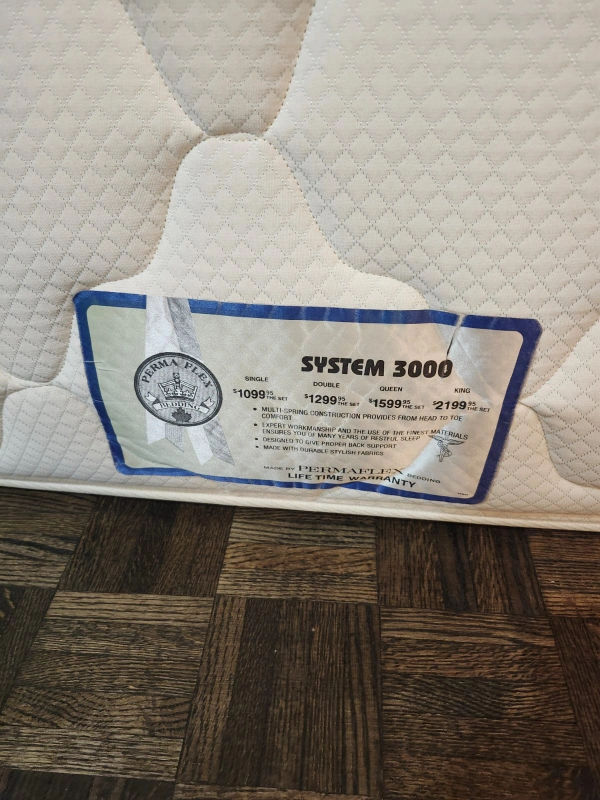 PERMA FLEX
BEDDING
SYSTEM 3000
SINGLE DOUBLE QUEEN KING
$1099.95 THE SET $1299.95 THE SET $1599.95 THE SET $2199.95 THE SET
• MULTI-SPRING CONSTRUCTION PROVIDES FROM HEAD TO TOE
COMFORT
• EXPERT WORKMANSHIP AND THE USE OF THE FINEST MATERIALS
ENSURES YOU OF MANY YEARS OF RESTFUL SLEEP
• DESIGNED TO GIVE PROPER BACK SUPPORT
• MADE WITH DURABLE STYLISH FABRICS
MADE BY PERMAFLEX BEDDING
LIFE TIME WARRANTY